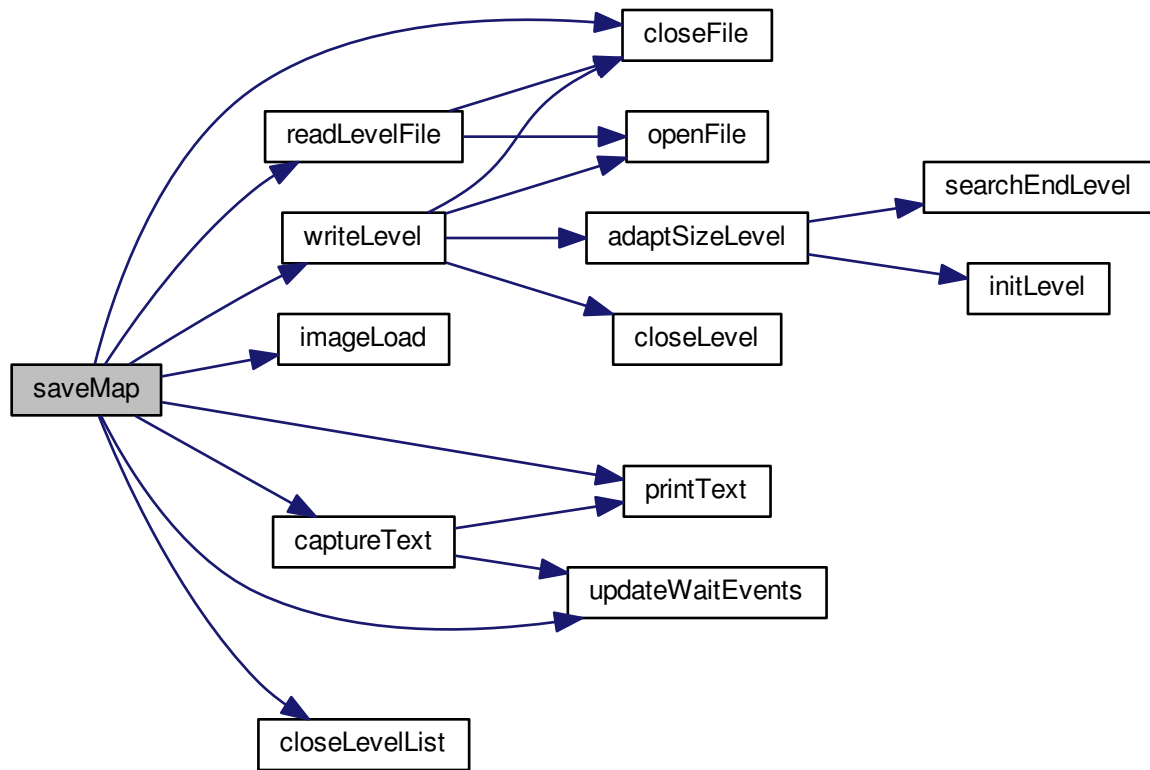 closeFile
readLevelFile
openFile
searchEndLevel
writeLevel
adaptSizeLevel
initLevel
imageLoad
closeLevel
saveMap
printText
captureText
updateWaitEvents
closeLevelList